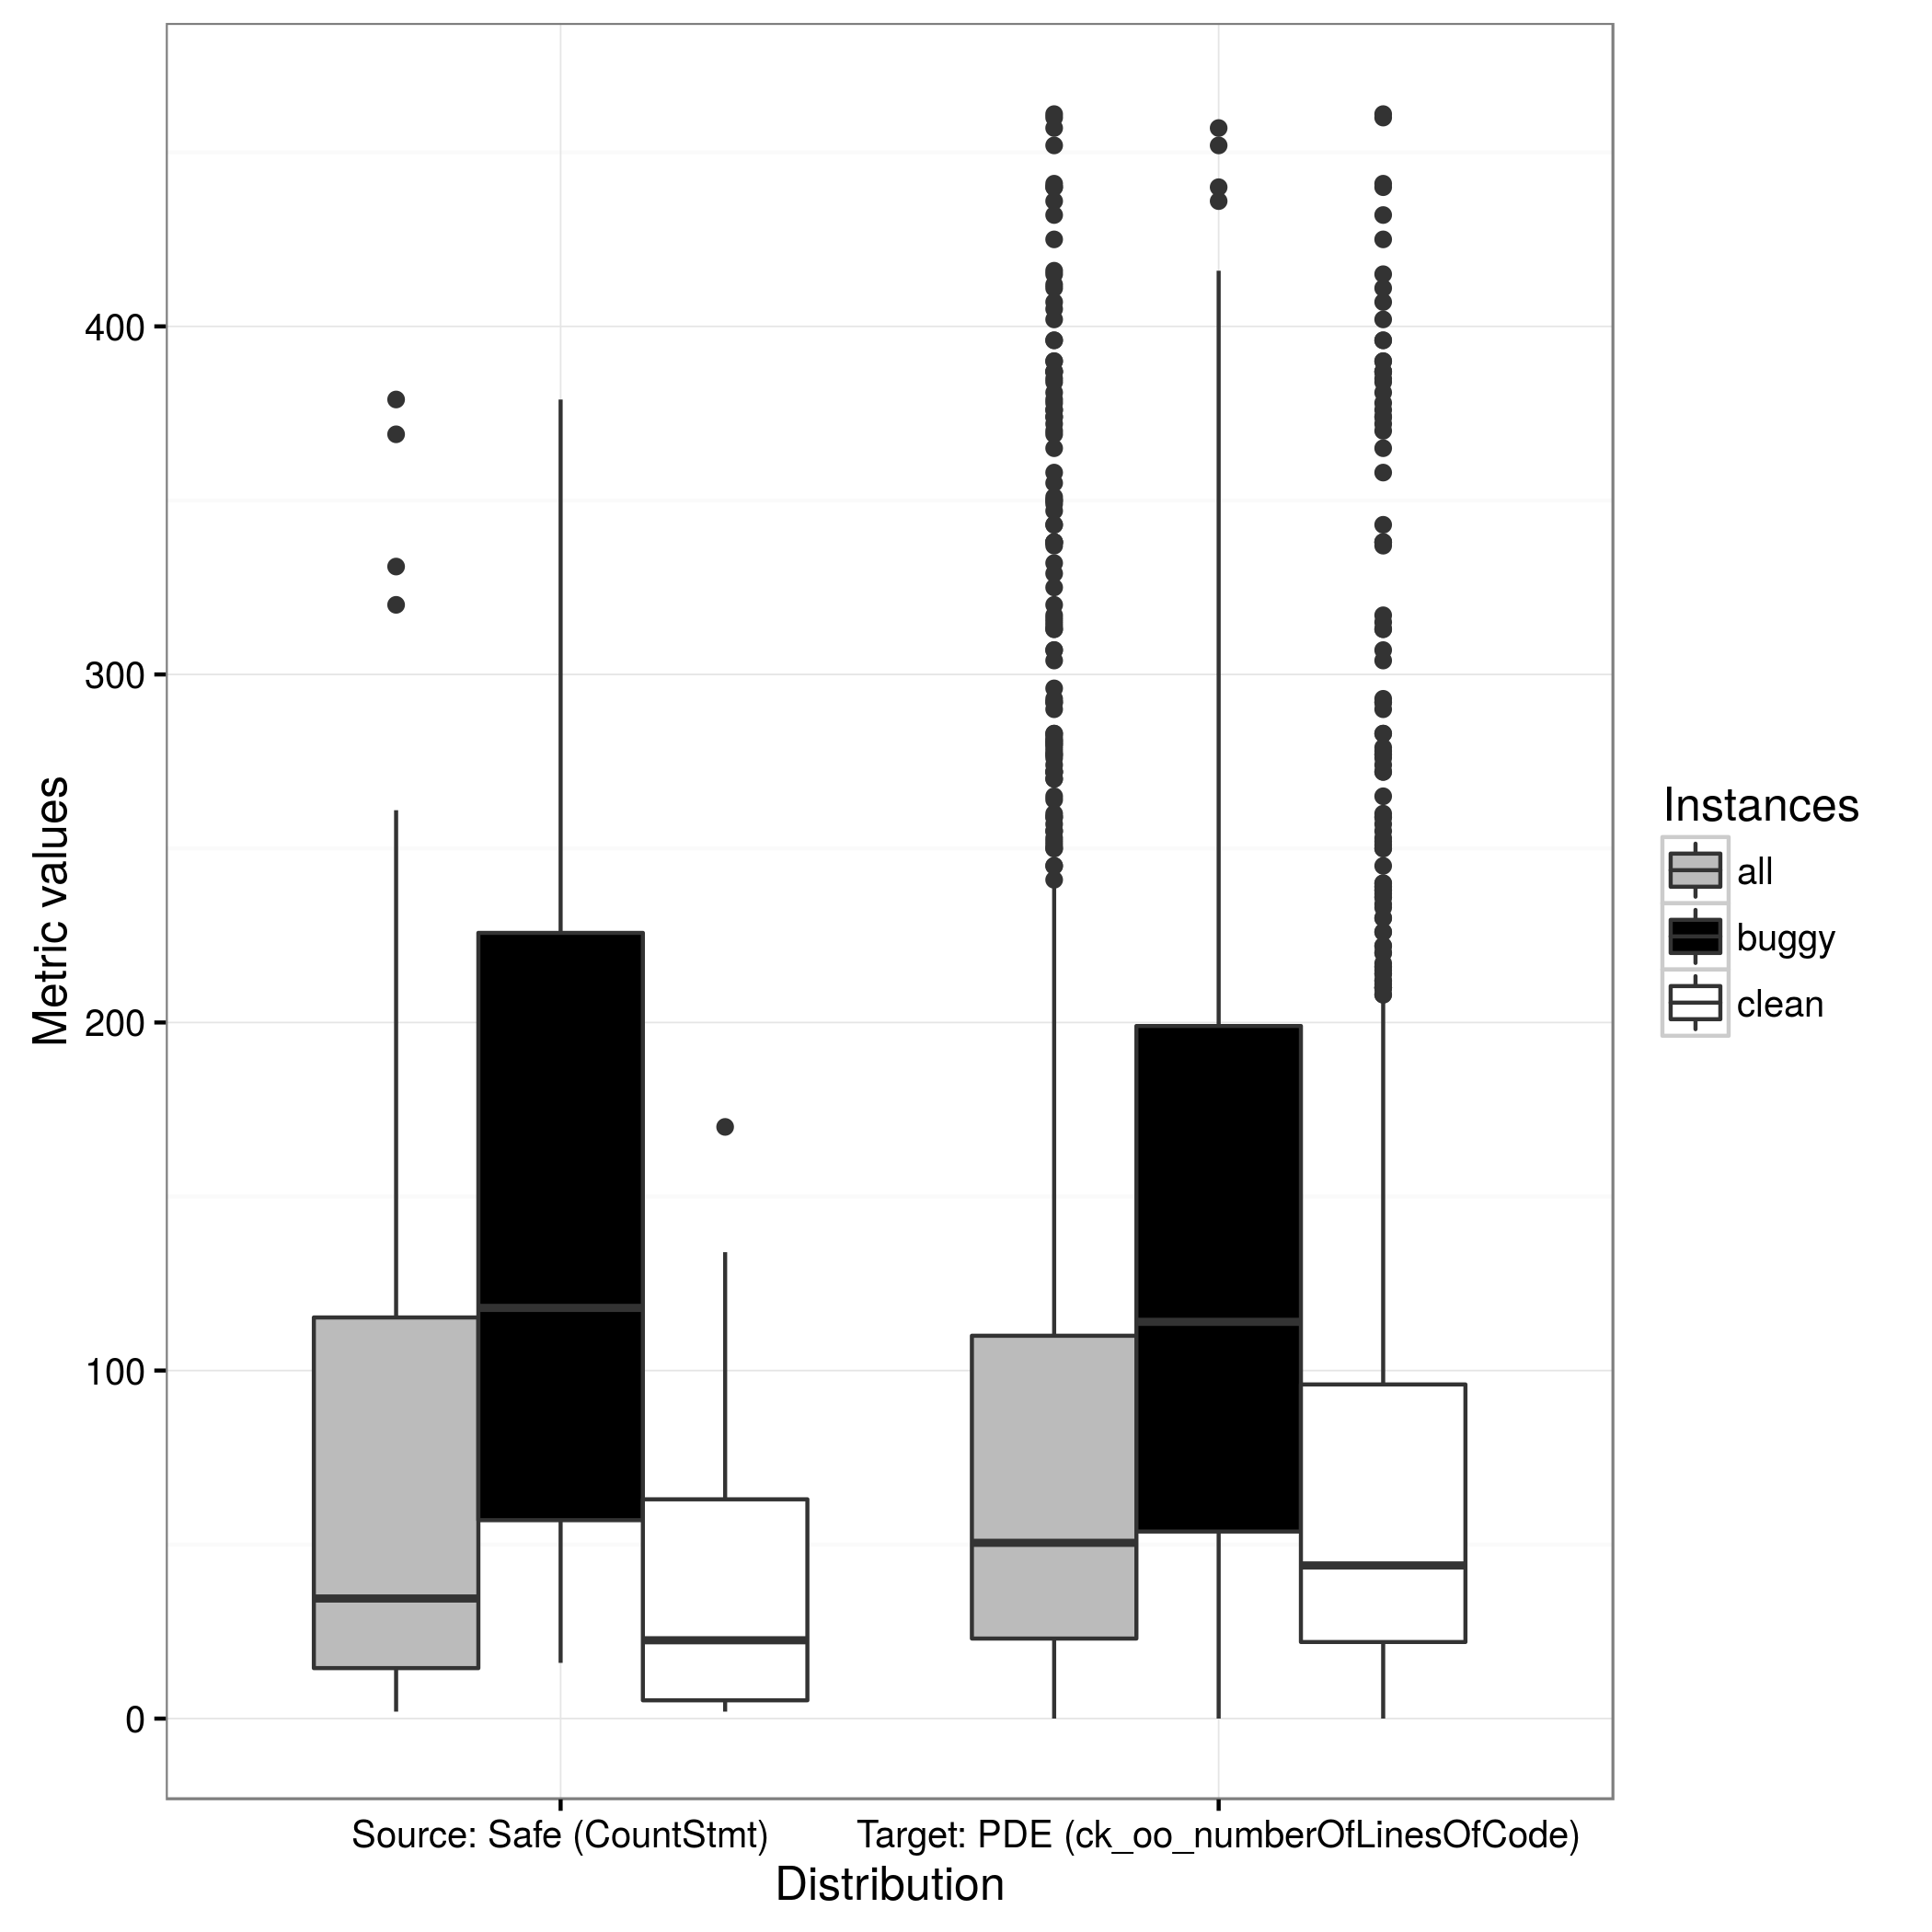 Metric values
400
300
200
100
0
Source: Safe (CountStmt)
Target: PDE (ck_oo_numberOfLinesOfCode)
Distribution
Instances
all
buggy
clean